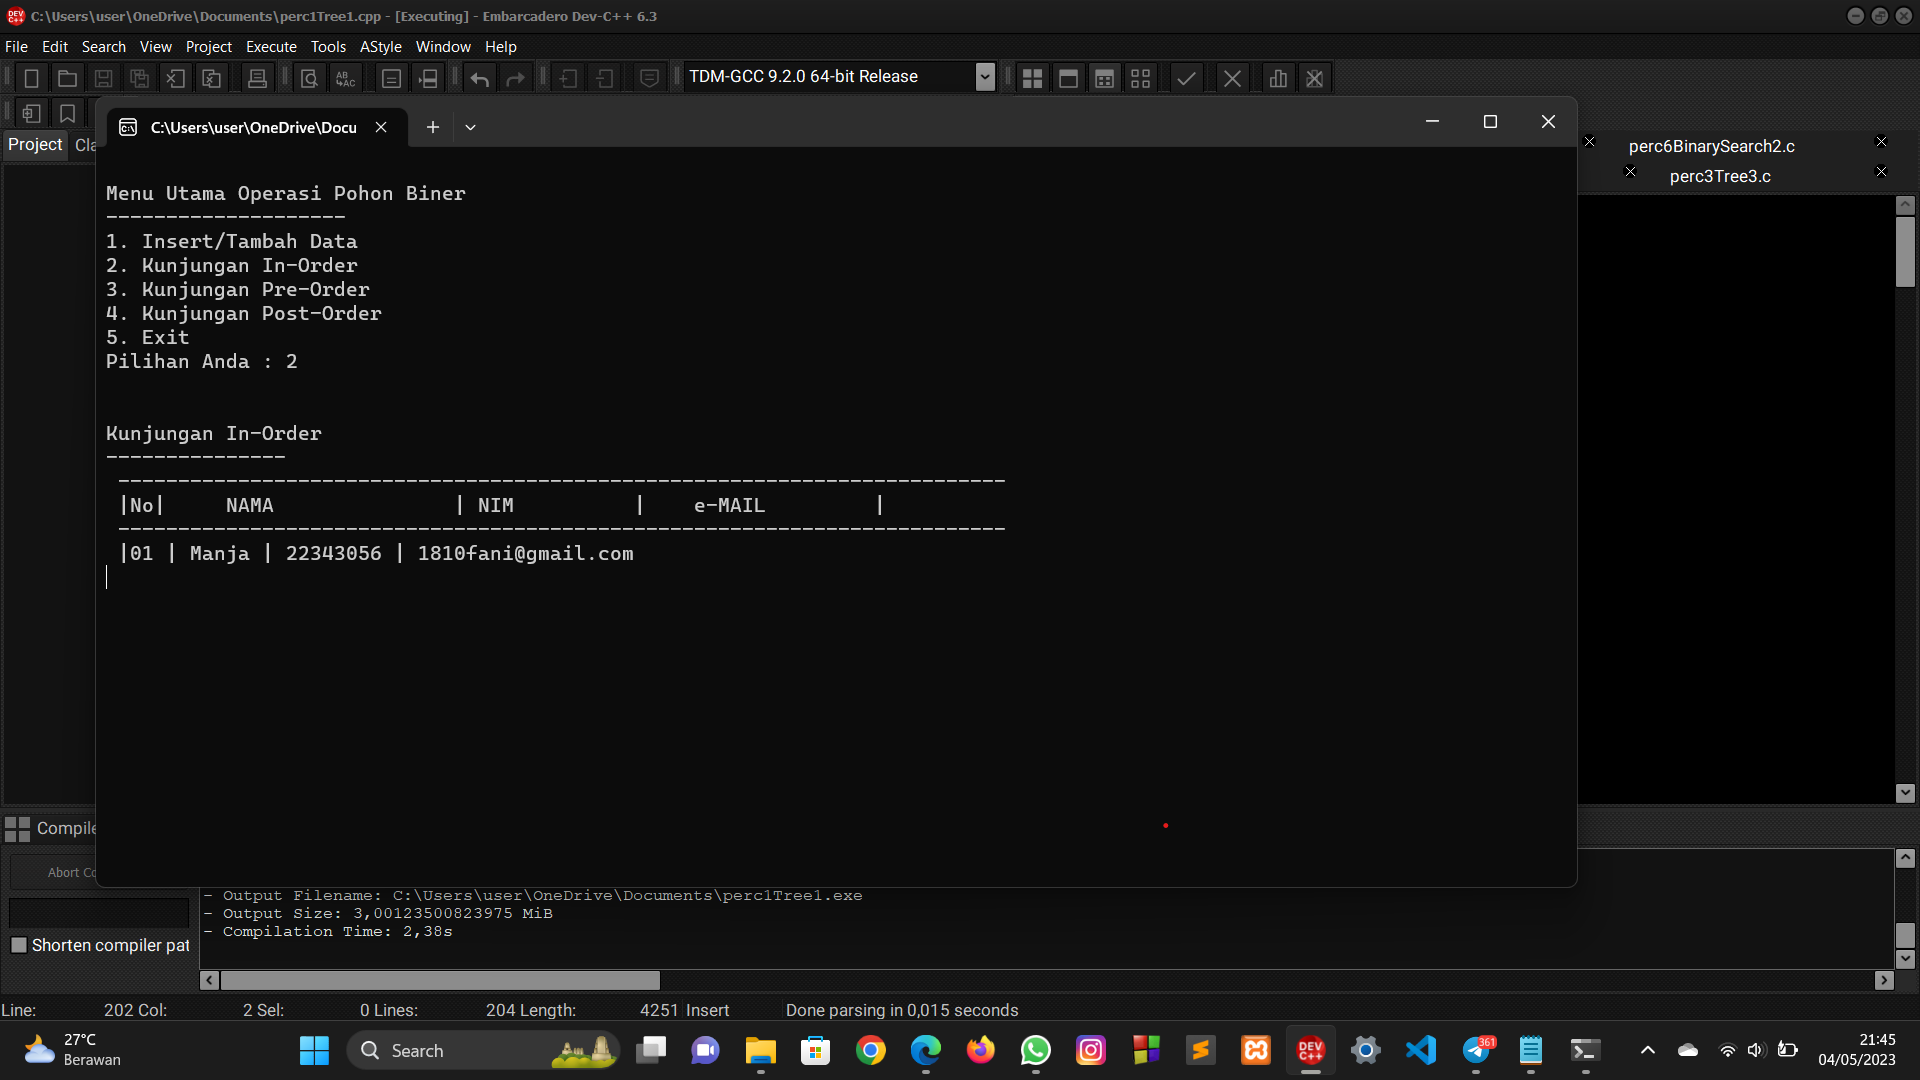 C:\Users\user\OneDrive\Documents\perc1Tree1.cpp - [Executing] - Embarcadero Dev-C++ 6.3
File Edit Search View Project Execute Tools AStyle Window Help
TDM-GCC 9.2.0 64-bit Release
C:\Users\user\OneDrive\Docu
Project Cla
perc6BinarySearch2.c
perc3Tree3.c
Menu Utama Operasi Pohon Biner
--------------------
1. Insert/Tambah Data
2. Kunjungan In-Order
3. Kunjungan Pre-Order
4. Kunjungan Post-Order
5. Exit
Pilihan Anda : 2
Kunjungan In-Order
---------------
--------------------------------------------------------------------------
|No|     NAMA               | NIM          |    e-MAIL         |
--------------------------------------------------------------------------
|01 | Manja | 22343056 | 1810fani@gmail.com
Compile
Abort Co
Shorten compiler pat
- Output Filename: C:\Users\user\OneDrive\Documents\perc1Tree1.exe
- Output Size: 3,00123500823975 MiB
- Compilation Time: 2,38s
Line: 202 Col: 2 Sel: 0 Lines: 204 Length: 4251 Insert Done parsing in 0,015 seconds
27°C
Berawan
Search
DEV C++
361
21:45
04/05/2023